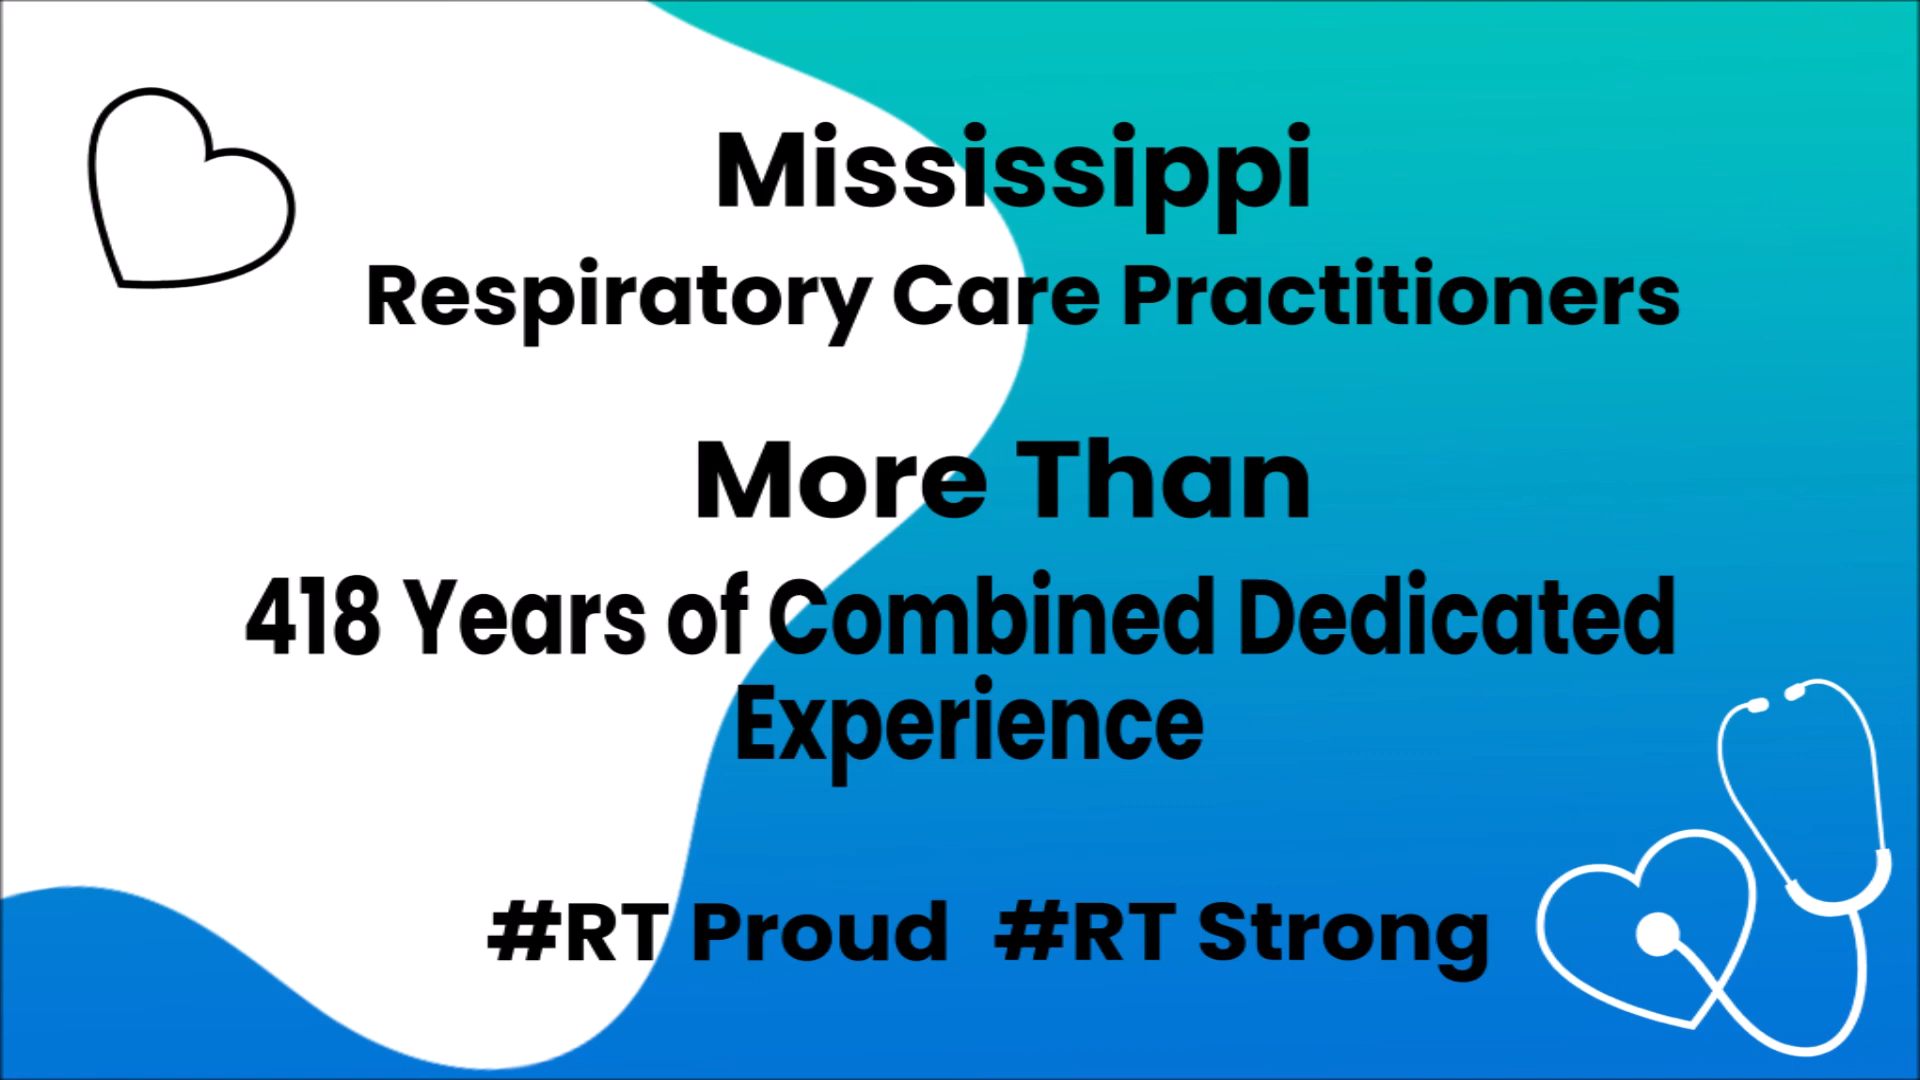 Mississippi
Respiratory Care Practitioners
More Than
418 Years of Combined Dedicated
Experience
#RT Proud #RT Strong